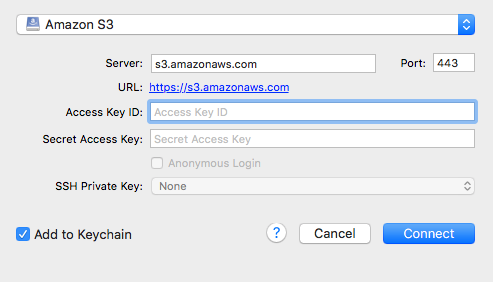 Amazon S3
Server: s3.amazonaws.com Port: 443
URL: https://s3.amazonaws.com
Access Key ID: Access Key ID
Secret Access Key: Secret Access Key
Anonymous Login
SSH Private Key: None
Add to Keychain ? Cancel Connect